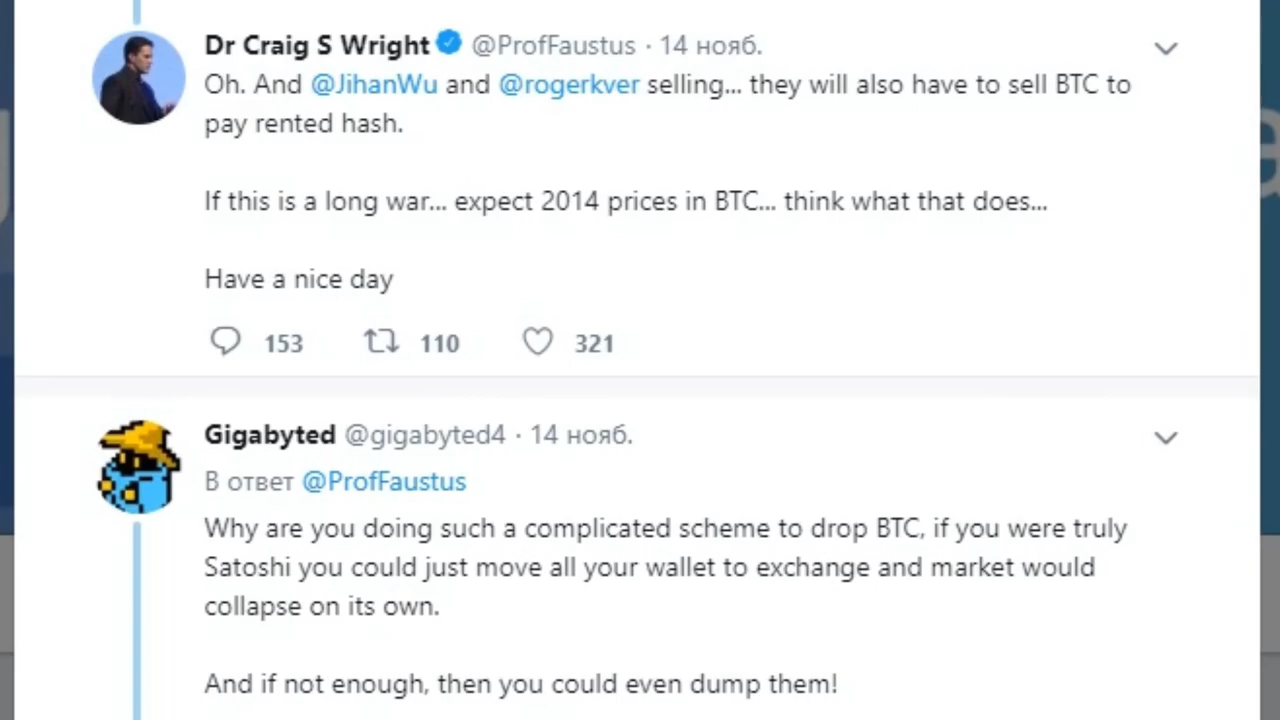 Dr Craig S Wright @ProfFaustus · 14 нояб.
Oh. And @JihanWu and @rogerkver selling... they will also have to sell BTC to
pay rented hash.
If this is a long war... expect 2014 prices in BTC... think what that does...
Have a nice day
153 110 321
Gigabyted @gigabyted4 · 14 нояб.
В ответ @ProfFaustus
Why are you doing such a complicated scheme to drop BTC, if you were truly
Satoshi you could just move all your wallet to exchange and market would
collapse on its own.
And if not enough, then you could even dump them!